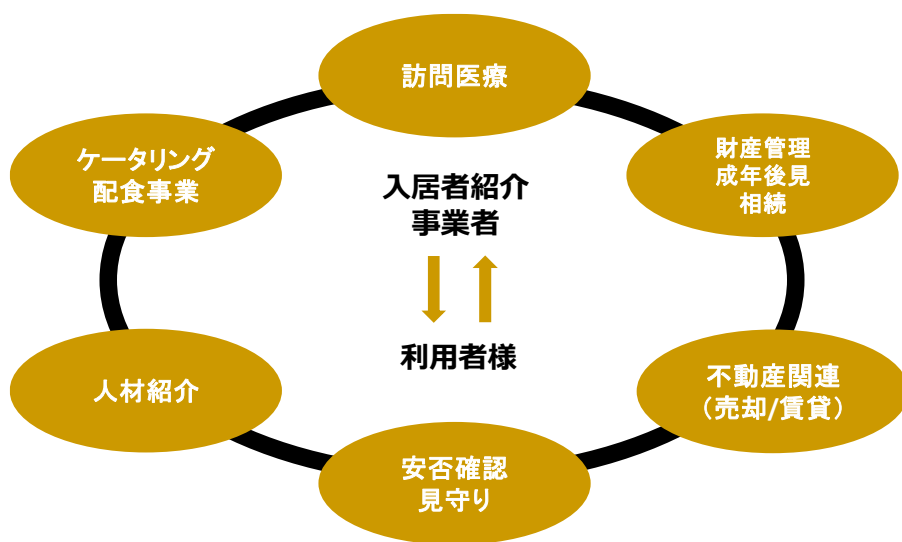 訪問医療
ケータリング
配食事業
財産管理
成年後見
相続
入居者紹介
事業者
利用者様
人材紹介
不動産関連
（売却/賃貸）
安否確認
見守り